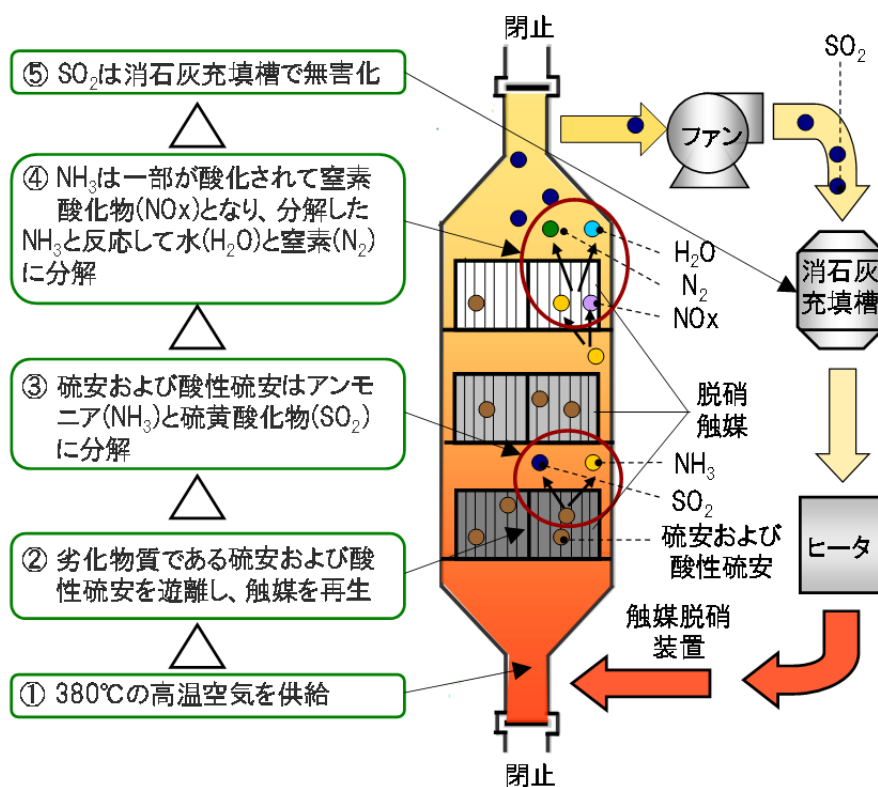 閉止
SO₂
⑤ SO₂は消石灰充填槽で無害化
ファン
④ NH₃は一部が酸化されて窒素
酸化物(NOx)となり、分解した
NH₃と反応して水(H₂O)と窒素(N₂)
に分解
H₂O
N₂
NOx
消石灰
充填槽
③ 硫安および酸性硫安はアンモ
ニア(NH₃)と硫黄酸化物(SO₂)
に分解
脱硝
触媒
NH₃
SO₂
硫安および
酸性硫安
② 劣化物質である硫安および酸
性硫安を遊離し、触媒を再生
ヒータ
触媒脱硝
装置
① 380℃の高温空気を供給
閉止